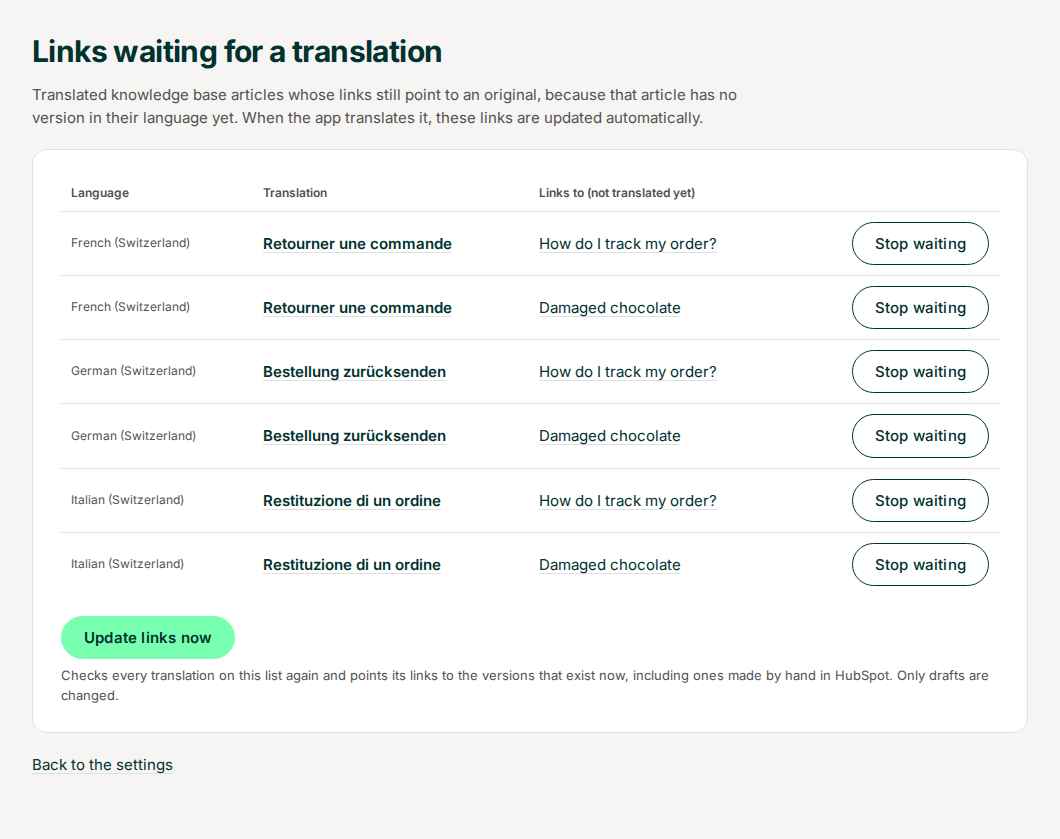 Links waiting for a translation
Translated knowledge base articles whose links still point to an original, because that article has no
version in their language yet. When the app translates it, these links are updated automatically.
Language Translation Links to (not translated yet)
French (Switzerland) Retourner une commande How do I track my order? Stop waiting
French (Switzerland) Retourner une commande Damaged chocolate Stop waiting
German (Switzerland) Bestellung zurücksenden How do I track my order? Stop waiting
German (Switzerland) Bestellung zurücksenden Damaged chocolate Stop waiting
Italian (Switzerland) Restituzione di un ordine How do I track my order? Stop waiting
Italian (Switzerland) Restituzione di un ordine Damaged chocolate Stop waiting
Update links now
Checks every translation on this list again and points its links to the versions that exist now, including ones made by hand in HubSpot. Only drafts are
changed.
Back to the settings